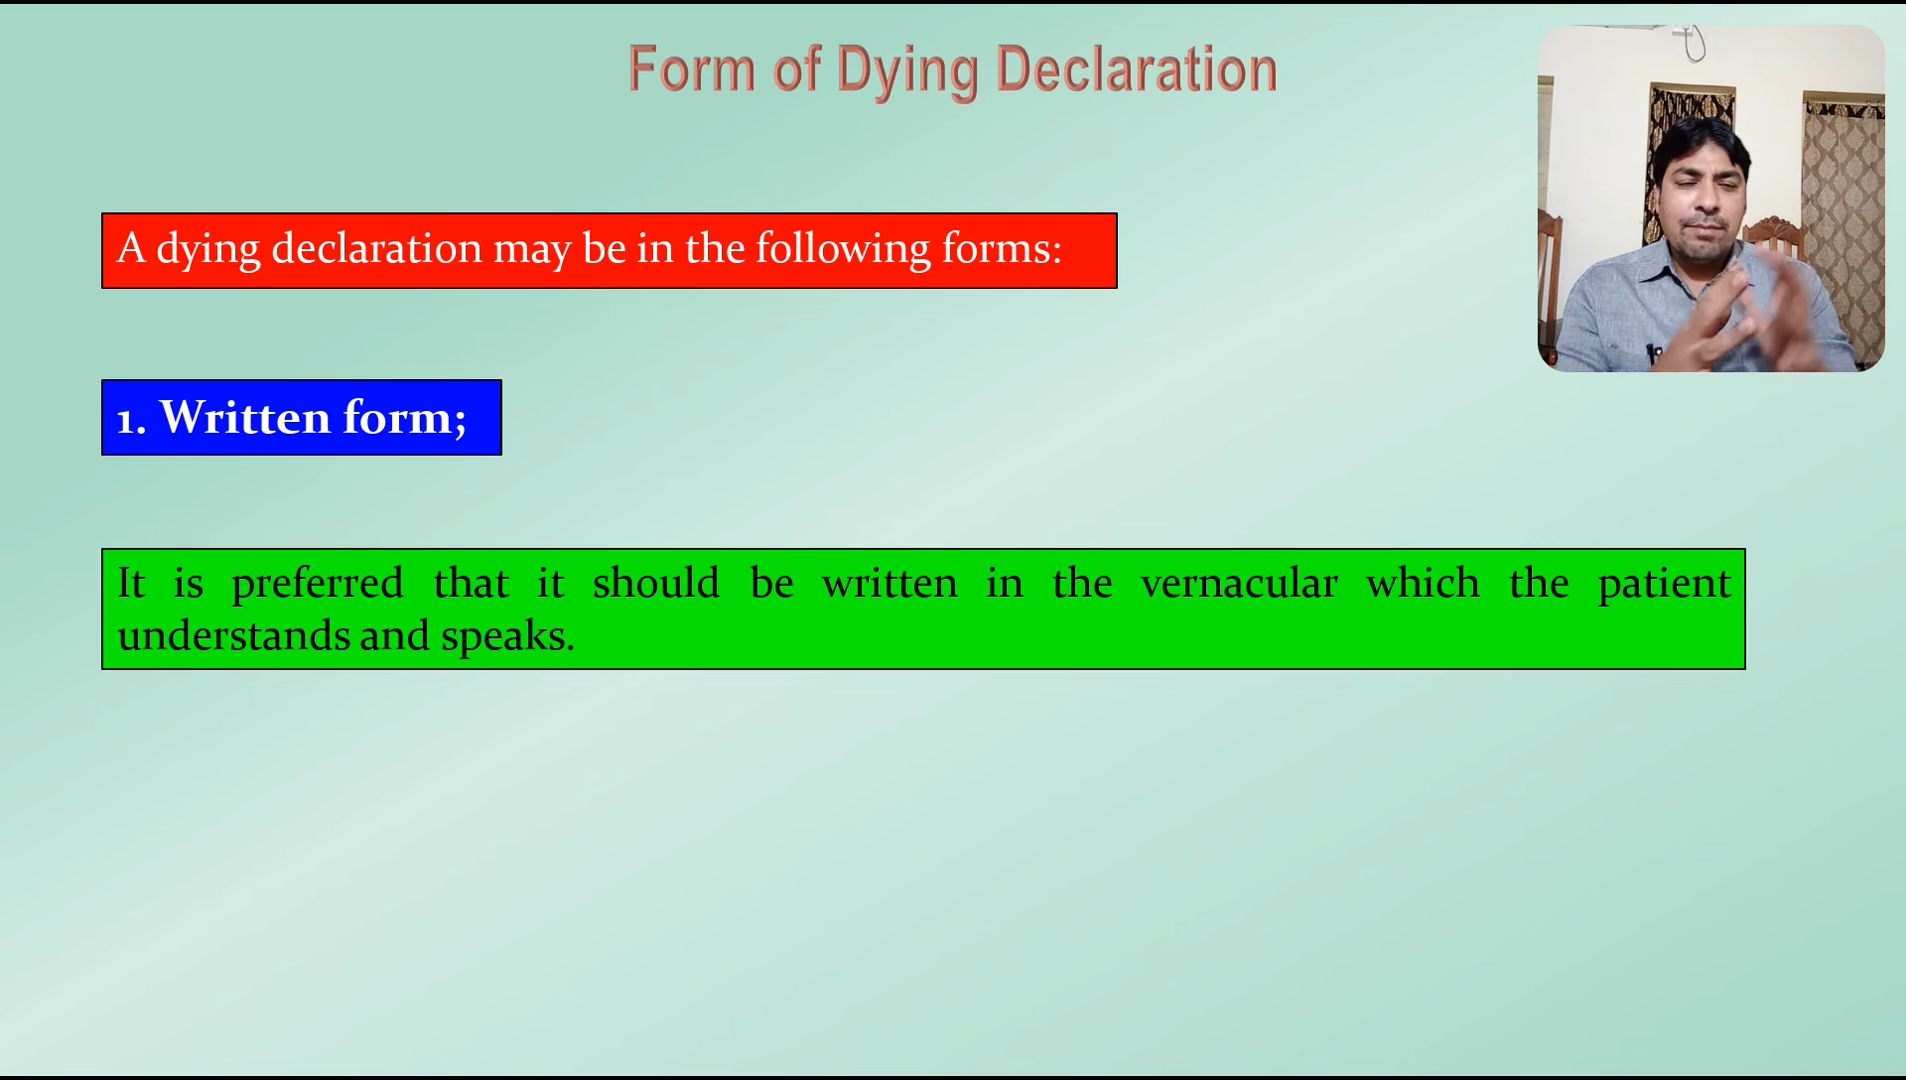 Form of Dying Declaration
A dying declaration may be in the following forms:
1. Written form;
It is preferred that it should be written in the vernacular which the patient
understands and speaks.